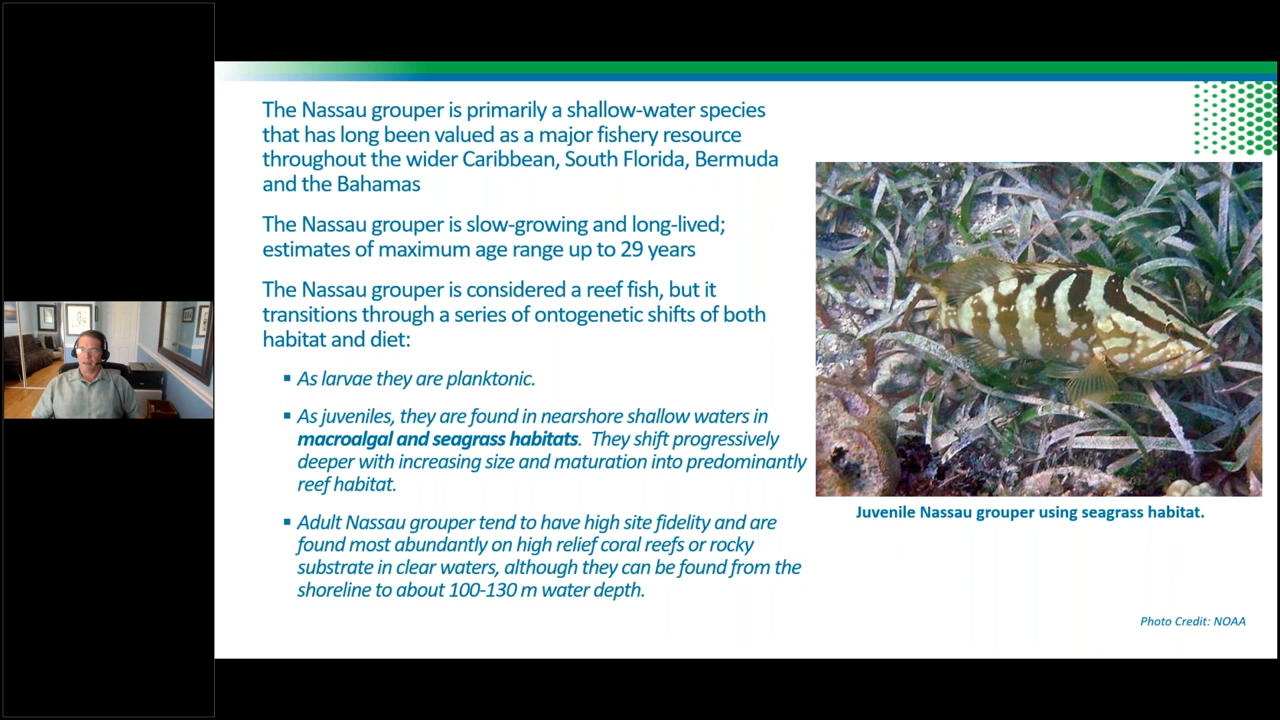 The Nassau grouper is primarily a shallow-water species
that has long been valued as a major fishery resource
throughout the wider Caribbean, South Florida, Bermuda
and the Bahamas
The Nassau grouper is slow-growing and long-lived;
estimates of maximum age range up to 29 years
The Nassau grouper is considered a reef fish, but it
transitions through a series of ontogenetic shifts of both
habitat and diet:
▪ As larvae they are planktonic.
▪ As juveniles, they are found in nearshore shallow waters in
macroalgal and seagrass habitats. They shift progressively
deeper with increasing size and maturation into predominantly
reef habitat.
▪ Adult Nassau grouper tend to have high site fidelity and are
found most abundantly on high relief coral reefs or rocky
substrate in clear waters, although they can be found from the
shoreline to about 100-130 m water depth.
Juvenile Nassau grouper using seagrass habitat.
Photo Credit: NOAA